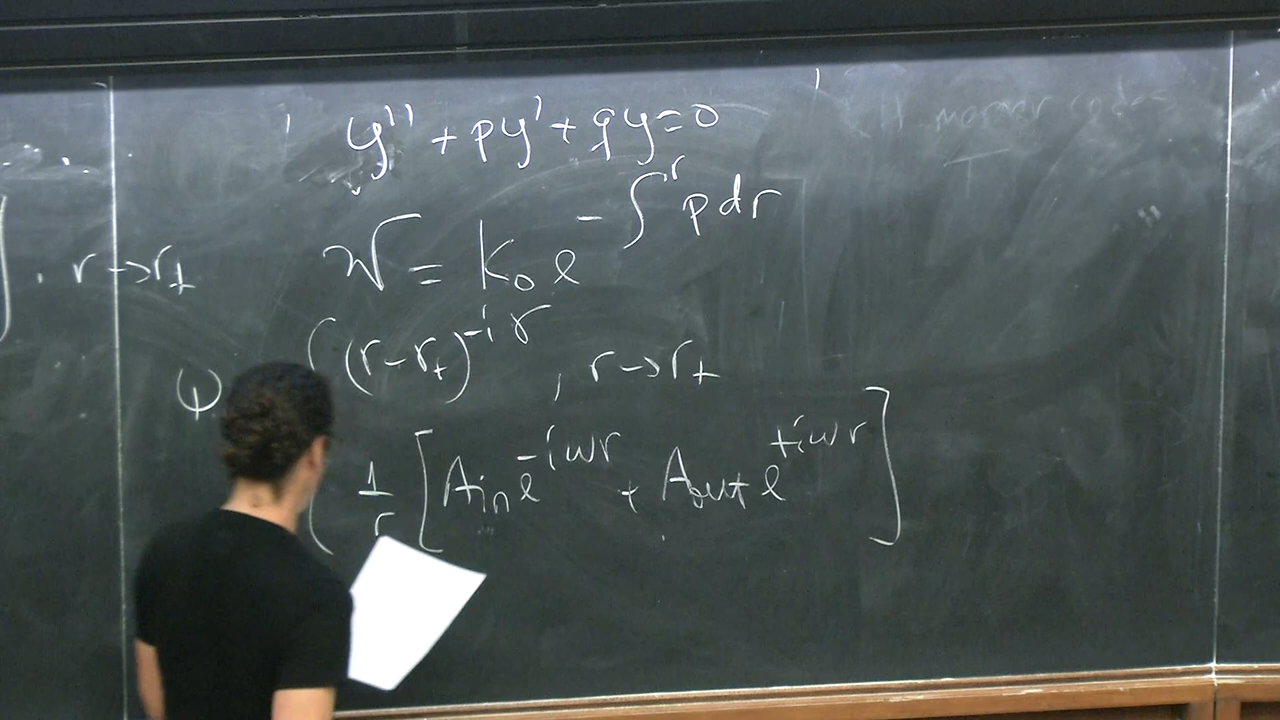 y'' + py' + qy = 0
W = K₀ e^{-∫^r p dr}
, r → r₊
(r - r₊)^{-iγ} , r → r₊
ψ
1/r [ A_in e^{-iωr} + A_out e^{+iωr} ]